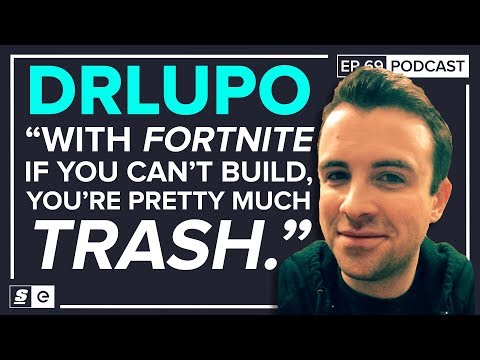 DRLUPO
EP 69 PODCAST
“WITH FORTNITE
IF YOU CAN’T BUILD,
YOU’RE PRETTY MUCH
TRASH.”
S e